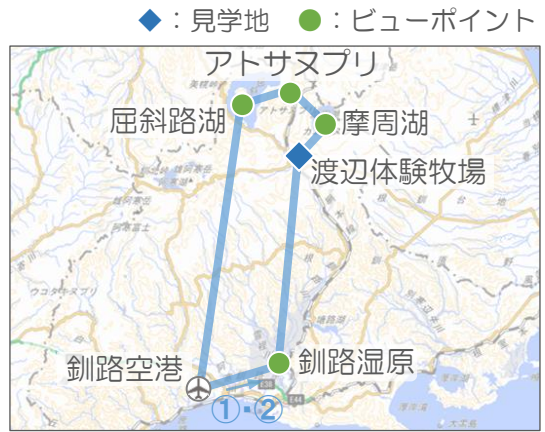 ◆：見学地 ●：ビューポイント
アトサヌプリ
屈斜路湖
摩周湖
渡辺体験牧場
釧路空港
釧路湿原
①・②